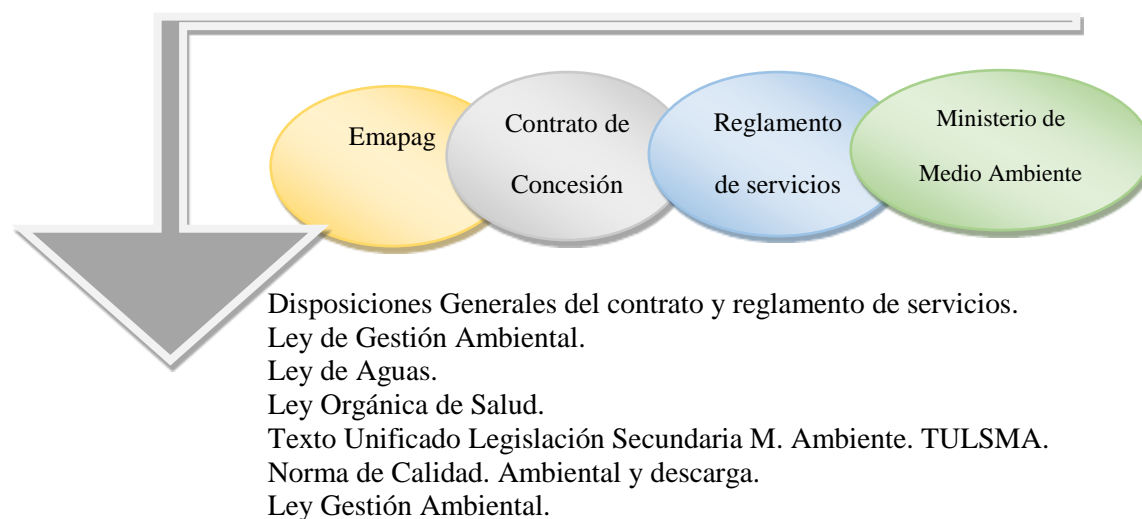 Emapag
Contrato de
Concesión
Reglamento
de servicios
Ministerio de
Medio Ambiente
Disposiciones Generales del contrato y reglamento de servicios.
Ley de Gestión Ambiental.
Ley de Aguas.
Ley Orgánica de Salud.
Texto Unificado Legislación Secundaria M. Ambiente. TULSMA.
Norma de Calidad. Ambiental y descarga.
Ley Gestión Ambiental.